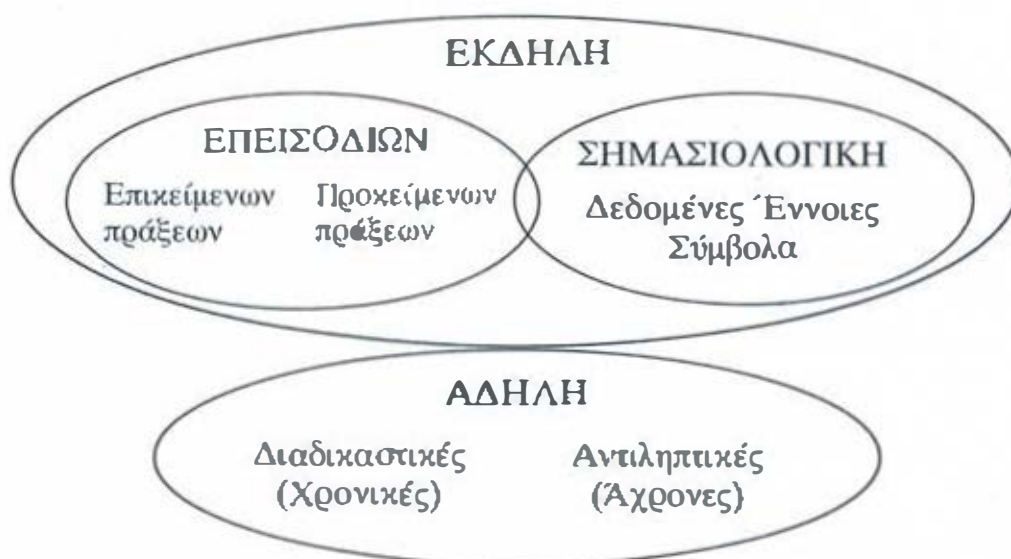 ΕΚΔΗΛΗ
ΕΠΕΙΣΟΔΙΩΝ
Επικείμενων
πράξεων
Προκείμενων
πράξεων
ΣΗΜΑΣΙΟΛΟΓΙΚΗ
Δεδομένες Έννοιες
Σύμβολα
ΑΔΗΛΗ
Διαδικαστικές
(Χρονικές)
Αντιληπτικές
(Άχρονες)